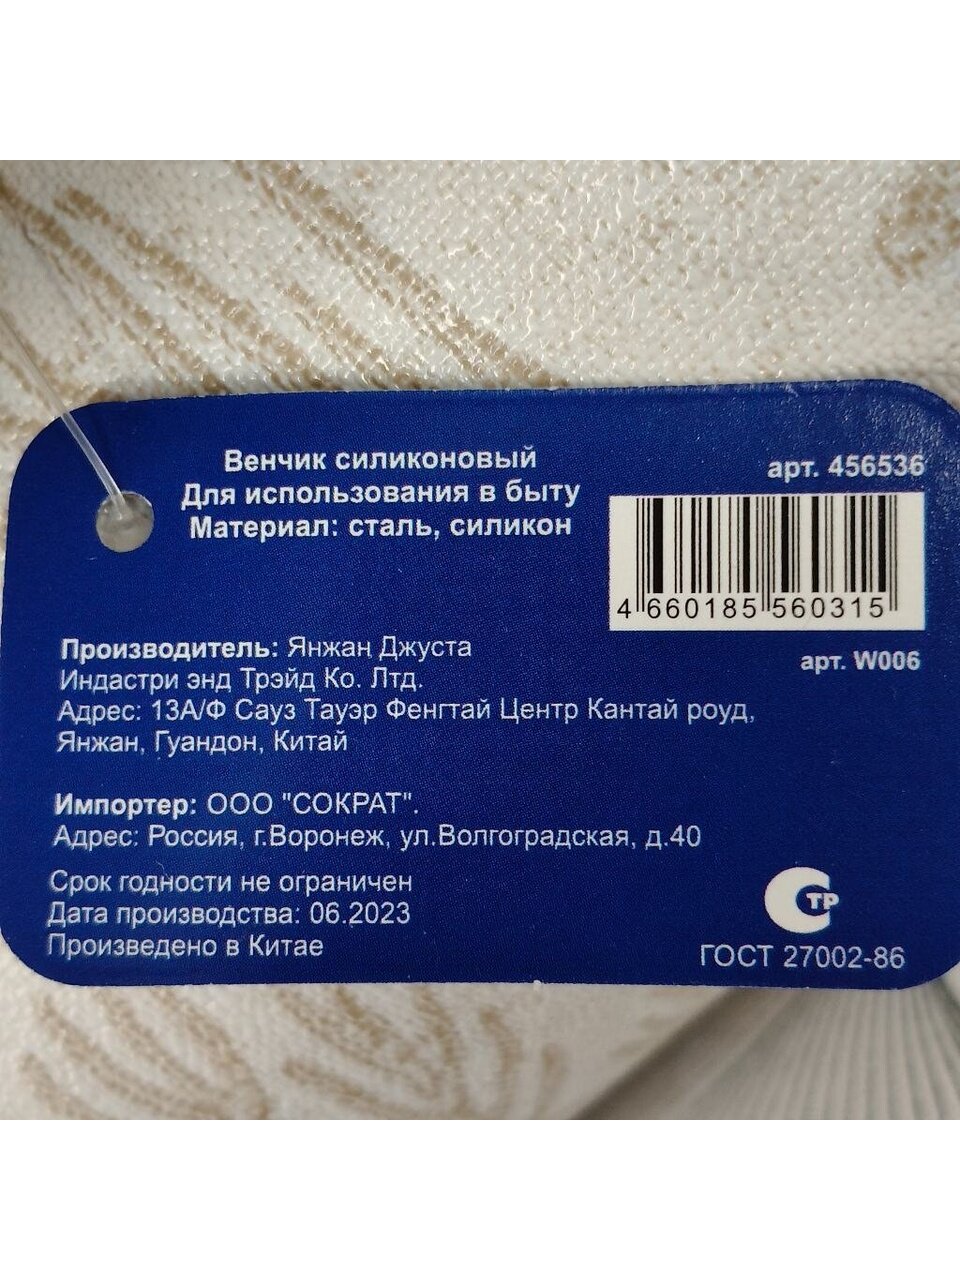 Венчик силиконовый
Для использования в быту
Материал: сталь, силикон
арт. 456536
4 660185 560315
арт. W006
Производитель: Янжан Джуста
Индастри энд Трэйд Ко. Лтд.
Адрес: 13А/Ф Сауз Тауэр Фенгтай Центр Кантай роуд,
Янжан, Гуандон, Китай
Импортер: ООО "СОКРАТ".
Адрес: Россия, г.Воронеж, ул.Волгоградская, д.40
Срок годности не ограничен
Дата производства: 06.2023
Произведено в Китае
СТР
ГОСТ 27002-86